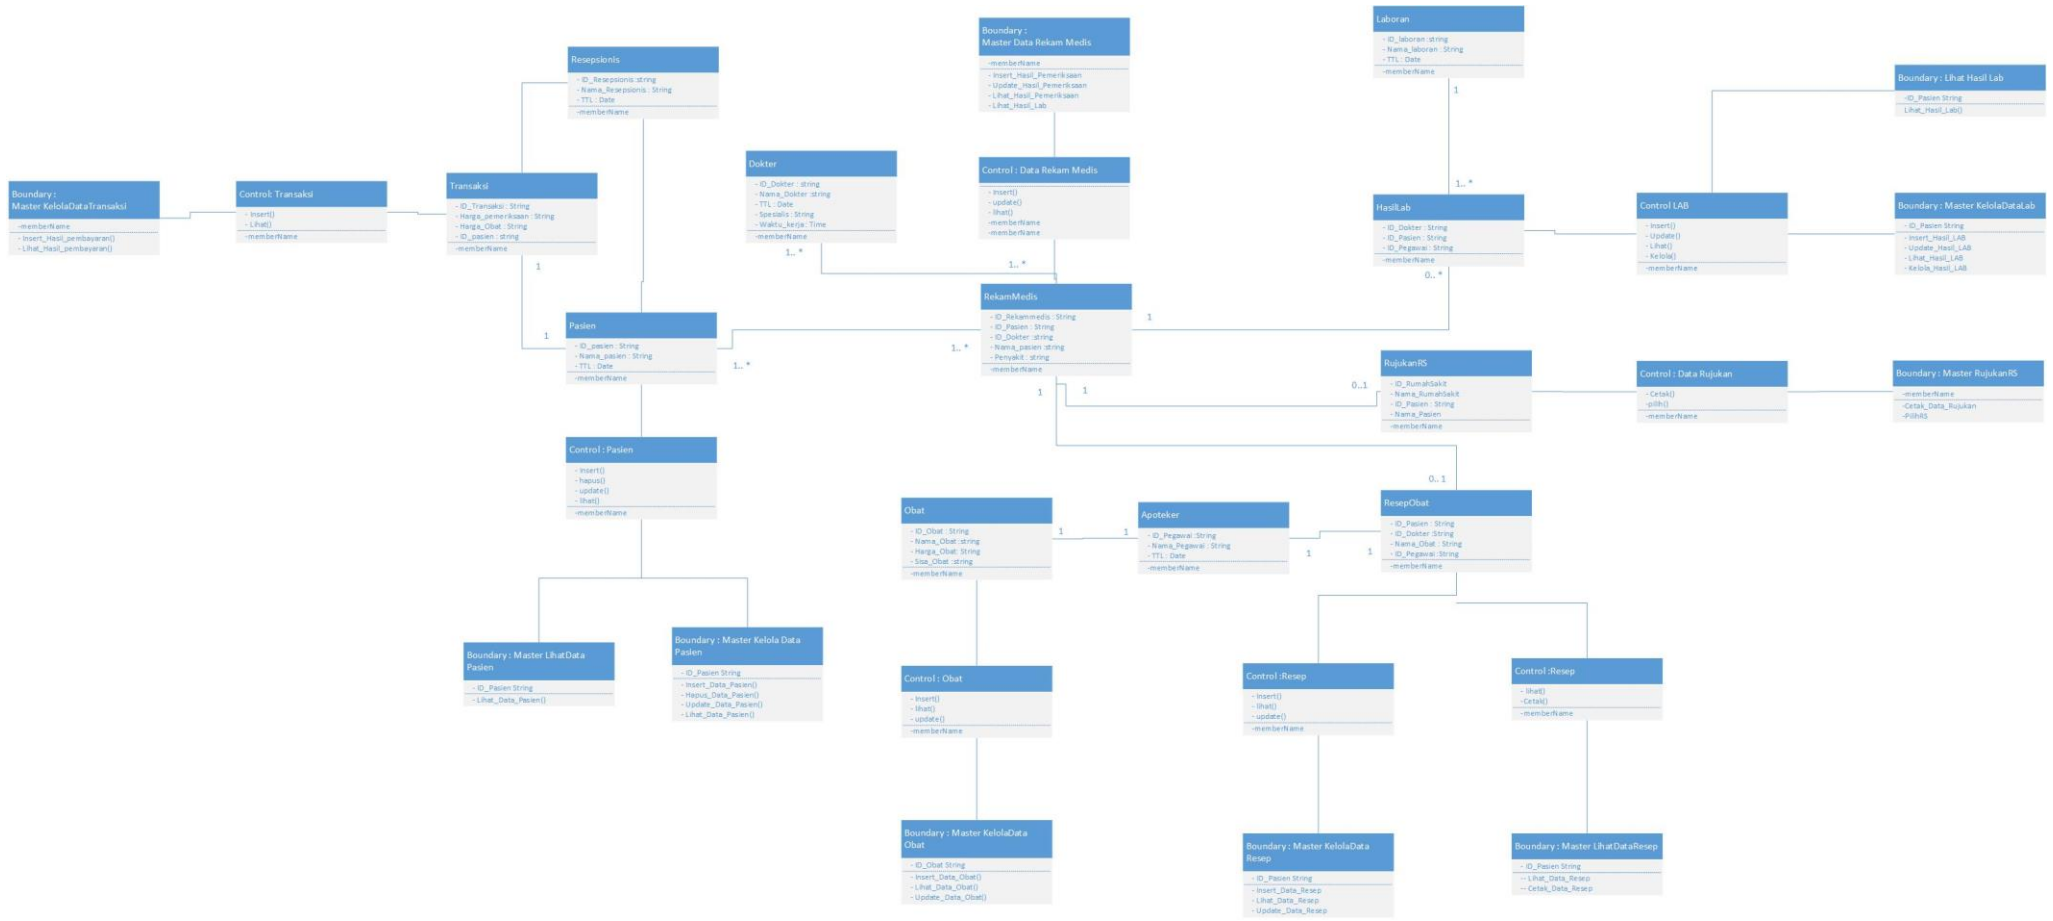 Resepsionis
- ID_Resepsionis :string
- Nama_Resepsionis : String
- TTL : Date
-memberName
Boundary :
Master Data Rekam Medis
-memberName
- Insert_Hasil_Pemeriksaan
- Update_Hasil_Pemeriksaan
- Lihat_Hasil_Pemeriksaan
- Lihat_Hasil_Lab
Laboran
- ID_laboran :string
- Nama_laboran : String
- TTL : Date
-memberName
1
1.. *
Boundary : Lihat Hasil Lab
-ID_Pasien String
Lihat_Hasil_Lab()
Boundary :
Master KelolaDataTransaksi
-memberName
- Insert_Hasil_pembayaran()
- Lihat_Hasil_pembayaran()
Control: Transaksi
- Insert()
- Lihat()
-memberName
Transaksi
- ID_Transaksi : String
- Harga_pemeriksaan : String
- Harga_Obat : String
- ID_pasien : string
-memberName
1
1
Dokter
- ID_Dokter : string
- Nama_Dokter :string
- TTL : Date
- Spesialis : String
- Waktu_kerja : Time
-memberName
1.. *
1.. *
Control : Data Rekam Medis
- Insert()
- update()
- lihat()
-memberName
-memberName
HasilLab
- ID_Dokter : String
- ID_Pasien : String
- ID_Pegawai : String
-memberName
0.. *
Control LAB
- Insert()
- Update()
- Lihat()
- Kelola()
-memberName
Boundary : Master KelolaDataLab
- ID_Pasien String
- Insert_Hasil_LAB
- Update_Hasil_LAB
- Lihat_Hasil_LAB
- Kelola_Hasil_LAB
Pasien
- ID_pasien : String
- Nama_pasien : String
- TTL : Date
-memberName
1.. *
1.. *
RekamMedis
- ID_Rekammedis : String
- ID_Pasien : String
- ID_Dokter :string
- Nama_pasien :string
- Penyakit : string
-memberName
1
1
1
0..1
RujukanRS
- ID_RumahSakit
- Nama_RumahSakit
- ID_Pasien : String
- Nama_Pasien
-memberName
Control : Data Rujukan
- Cetak()
-pilih()
-memberName
Boundary : Master RujukanRS
-memberName
-Cetak_Data_Rujukan
-PilihRS
Control : Pasien
- Insert()
- hapus()
- update()
- lihat()
-memberName
Obat
- ID_Obat : String
- Nama_Obat :string
- Harga_Obat: String
- Sisa_Obat :string
-memberName
1
1
Apoteker
- ID_Pegawai :String
- Nama_Pegawai : String
- TTL : Date
-memberName
1
1
0.. 1
ResepObat
- ID_Pasien : String
- ID_Dokter :String
- Nama_Obat : String
- ID_Pegawai :String
-memberName
Boundary : Master LihatData
Pasien
- ID_Pasien String
- Lihat_Data_Pasien()
Boundary : Master Kelola Data
Pasien
- ID_Pasien String
- Insert_Data_Pasien()
- Hapus_Data_Pasien()
- Update_Data_Pasien()
- Lihat_Data_Pasien()
Control : Obat
- Insert()
- lihat()
- update()
-memberName
Control :Resep
- Insert()
- lihat()
- update()
-memberName
Control :Resep
- lihat()
-Cetak()
-memberName
Boundary : Master KelolaData
Obat
- ID_Obat String
- Insert_Data_Obat()
- Lihat_Data_Obat()
- Update_Data_Obat()
Boundary : Master KelolaData
Resep
- ID_Pasien String
- Insert_Data_Resep
- Lihat_Data_Resep
- Update_Data_Resep
Boundary : Master LihatDataResep
- ID_Pasien String
-- Lihat_Data_Resep
-- Cetak_Data_Resep